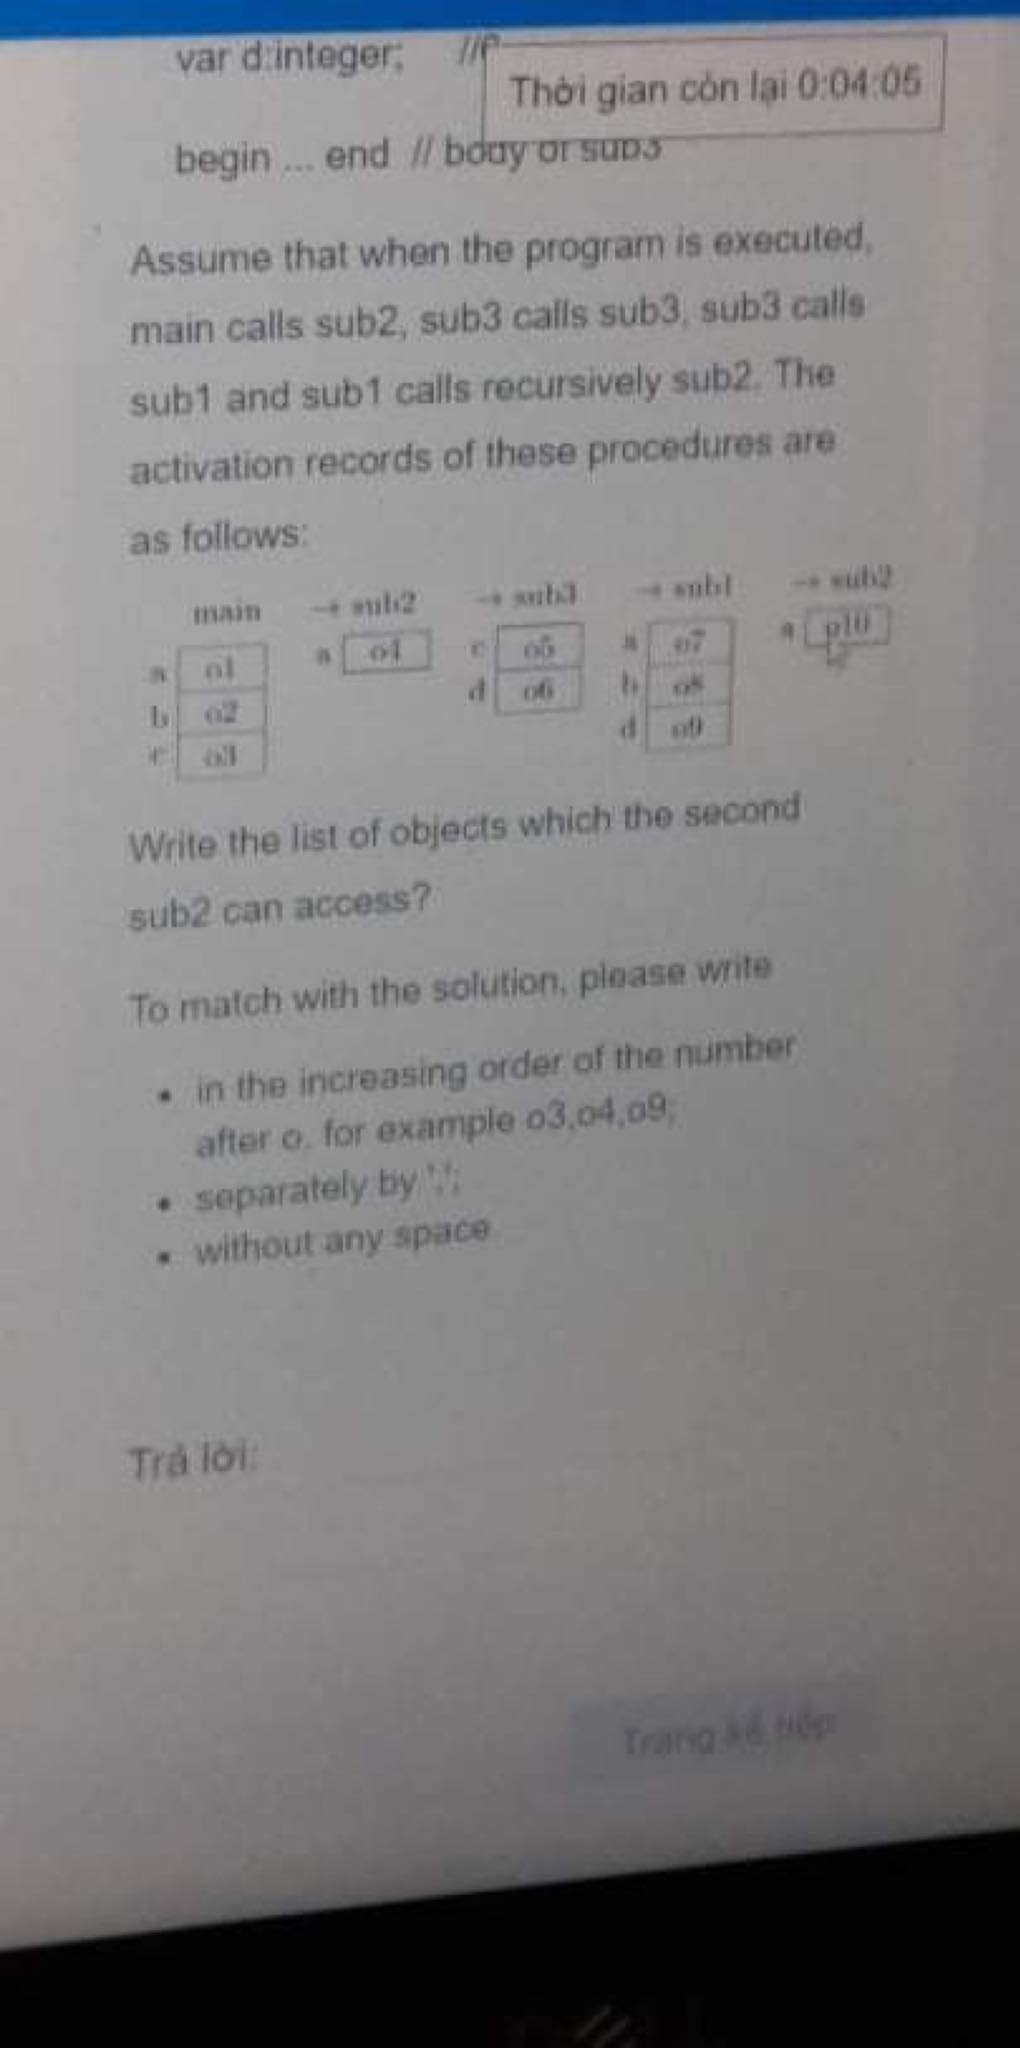 var d:integer; //
Thời gian còn lại 0:04:05
begin ... end // body of sub3
Assume that when the program is executed,
main calls sub2, sub3 calls sub3, sub3 calls
sub1 and sub1 calls recursively sub2. The
activation records of these procedures are
as follows:
main → sub2 → sub3 → sub1 → sub2
a o1 a o4 c o5 a o7 a o10
b o2 d o6 b o8
c o3 d o9
Write the list of objects which the second
sub2 can access?
To match with the solution, please write
• in the increasing order of the number
after o. for example o3,o4,o9;
• separately by ',';
• without any space
Trả lời:
Trang kế tiếp